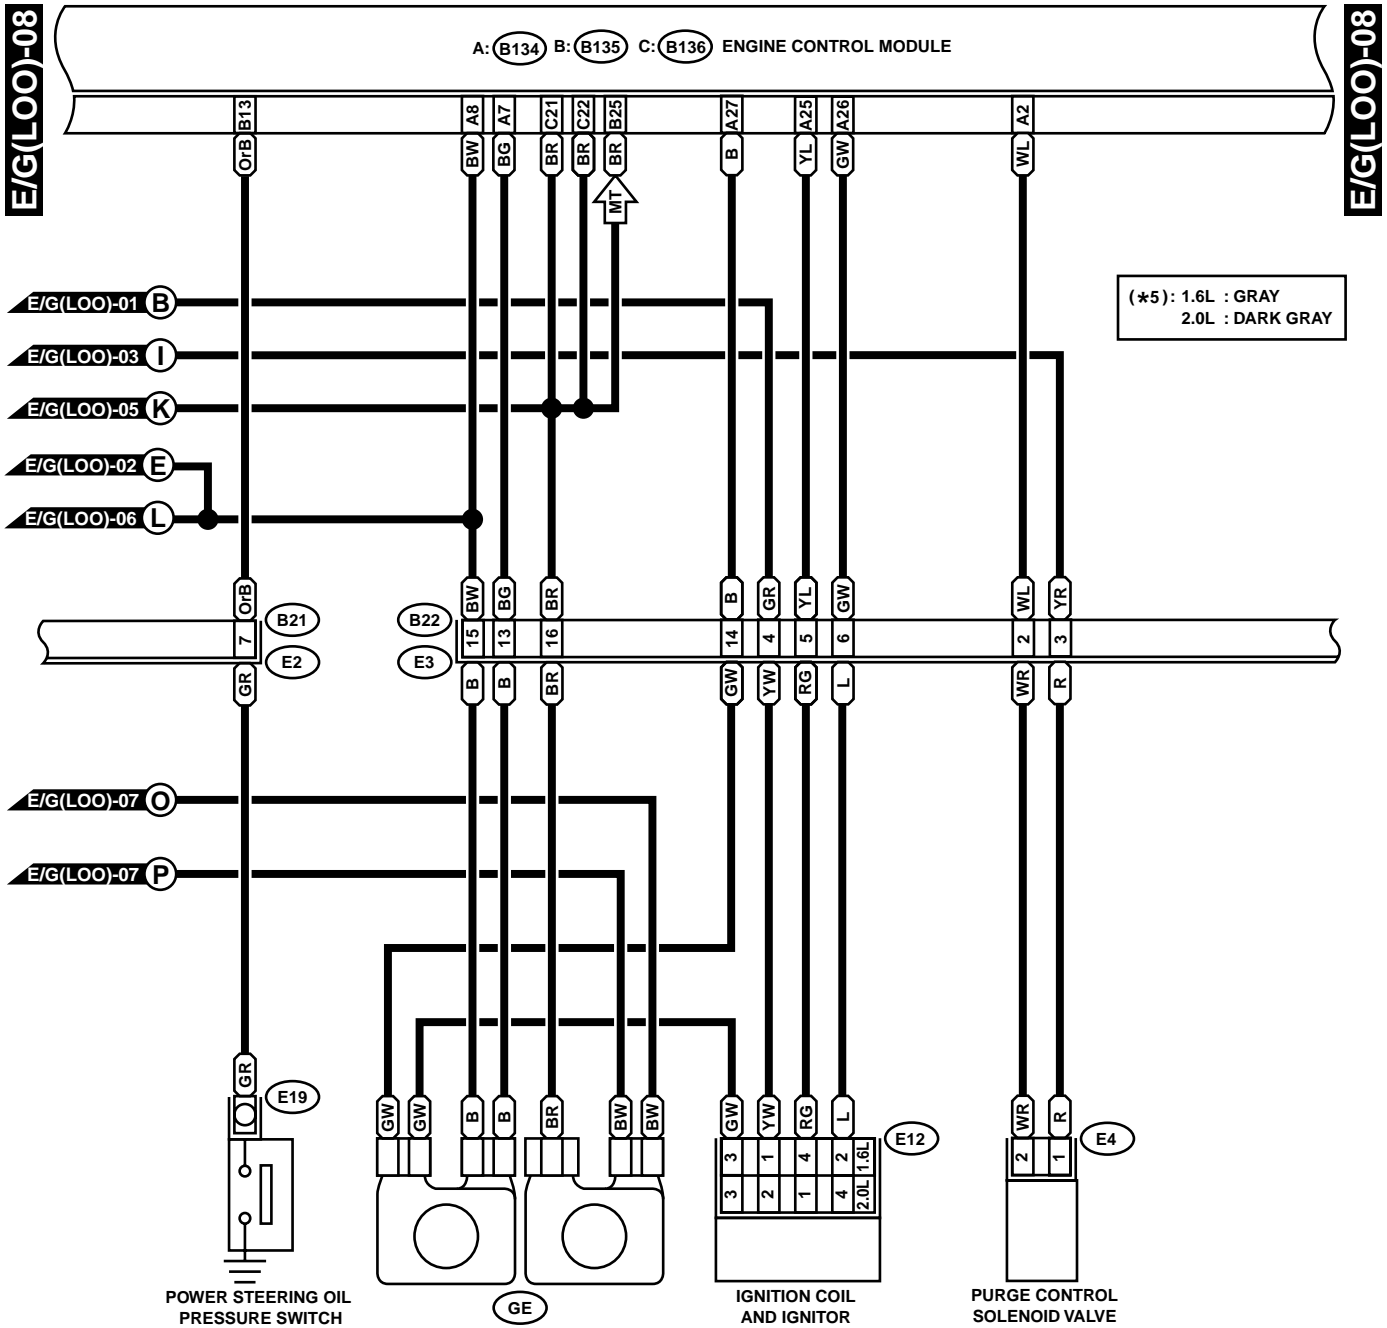 E/G(LOO)-08
E/G(LOO)-08
A: B134 B: B135 C: B136 ENGINE CONTROL MODULE
B13 A8 A7 C21 C22 B25 A27 A25 A26 A2
OrB BW BG BR BR BR B YL GW WL
MT
E/G(LOO)-01 B
(*5): 1.6L : GRAY
2.0L : DARK GRAY
E/G(LOO)-03 I
E/G(LOO)-05 K
E/G(LOO)-02 E
E/G(LOO)-06 L
OrB BW BG BR B GR YL GW WL YR
B21 B22
7 15 13 16 14 4 5 6 2 3
E2 E3
GR B B BR GW YW RG L WR R
E/G(LOO)-07 O
E/G(LOO)-07 P
GR
E19
GW GW B B BR BW BW GW YW RG L WR R
E12 E4
3 1 4 2 1.6L 2 1
3 2 1 4 2.0L
POWER STEERING OIL
PRESSURE SWITCH
GE
IGNITION COIL
AND IGNITOR
PURGE CONTROL
SOLENOID VALVE